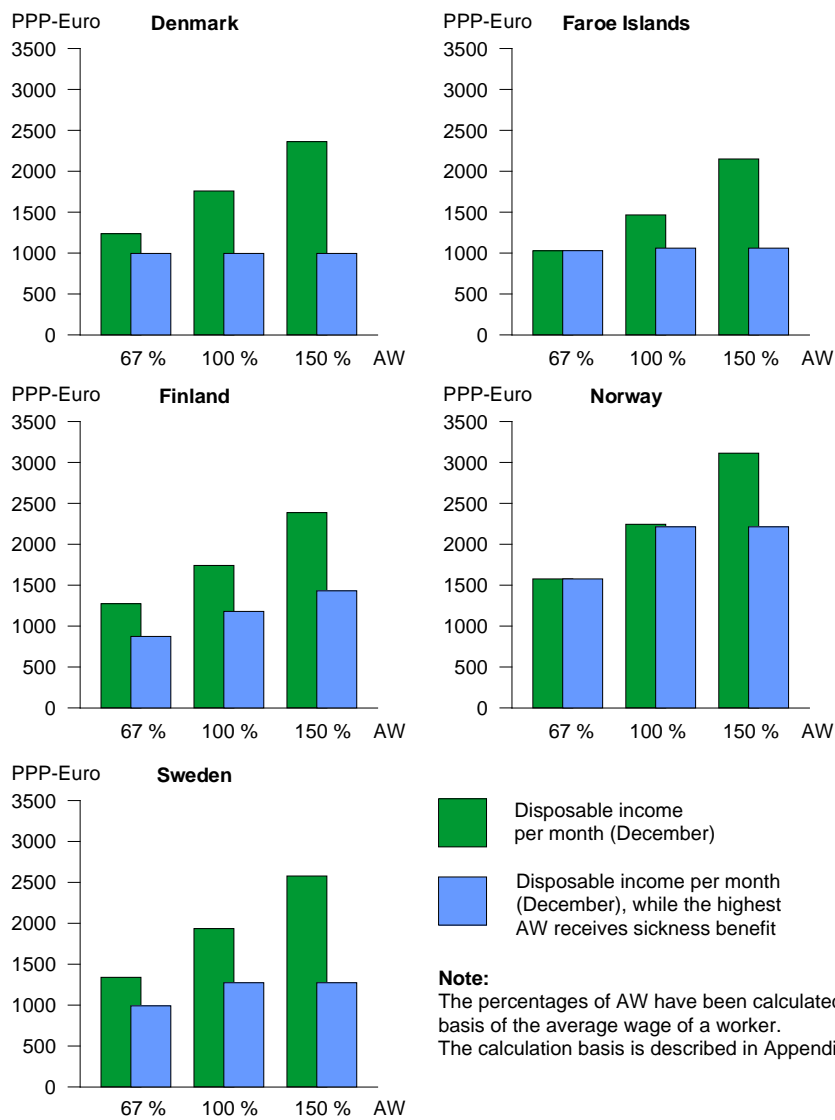 PPP-Euro Denmark
3500
3000
2500
2000
1500
1000
500
0
67 % 100 % 150 % AW
PPP-Euro Faroe Islands
3500
3000
2500
2000
1500
1000
500
0
67 % 100 % 150 % AW
PPP-Euro Finland
3500
3000
2500
2000
1500
1000
500
0
67 % 100 % 150 % AW
PPP-Euro Norway
3500
3000
2500
2000
1500
1000
500
0
67 % 100 % 150 % AW
PPP-Euro Sweden
3500
3000
2500
2000
1500
1000
500
0
67 % 100 % 150 % AW
Disposable income
per month (December)
Disposable income per month
(December), while the highest
AW receives sickness benefit
Note:
The percentages of AW have been calculated
basis of the average wage of a worker.
The calculation basis is described in Appendi